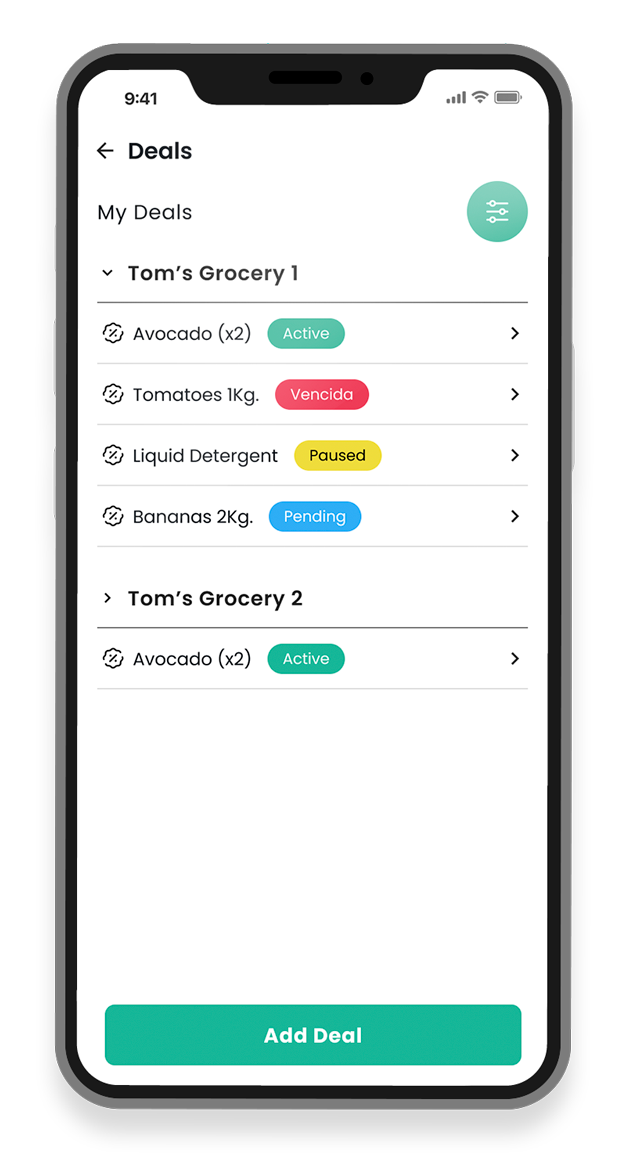 9:41
Deals
My Deals
Tom’s Grocery 1
Avocado (x2) Active
Tomatoes 1Kg. Vencida
Liquid Detergent Paused
Bananas 2Kg. Pending
Tom’s Grocery 2
Avocado (x2) Active
Add Deal